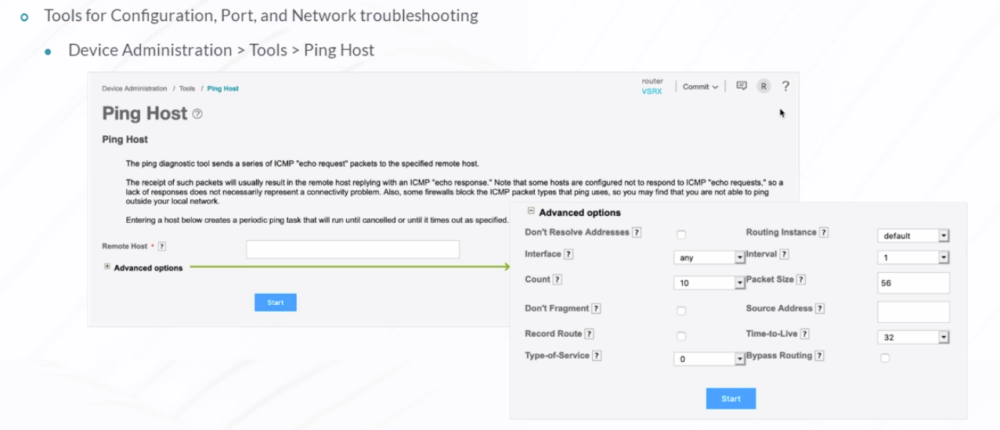 Tools for Configuration, Port, and Network troubleshooting
Device Administration > Tools > Ping Host
Device Administration / Tools / Ping Host
router
VSRX
Commit
R
?
Ping Host ?
Ping Host
The ping diagnostic tool sends a series of ICMP "echo request" packets to the specified remote host.
The receipt of such packets will usually result in the remote host replying with an ICMP "echo response." Note that some hosts are configured not to respond to ICMP "echo requests," so a
lack of responses does not necessarily represent a connectivity problem. Also, some firewalls block the ICMP packet types that ping uses, so you may find that you are not able to ping
outside your local network.
Entering a host below creates a periodic ping task that will run until cancelled or until it times out as specified.
Remote Host * ?
Advanced options
Start
Advanced options
Don't Resolve Addresses ?
Routing Instance ? default
Interface ? any
Interval ? 1
Count ? 10
Packet Size ? 56
Don't Fragment ?
Source Address ?
Record Route ?
Time-to-Live ? 32
Type-of-Service ? 0
Bypass Routing ?
Start